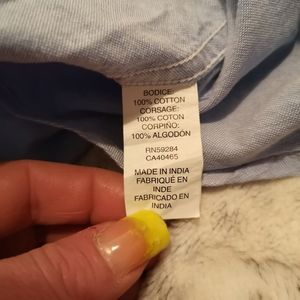 BODICE:
100% COTTON
CORSAGE:
100% COTON
CORPIÑO:
100% ALGODÓN
RN59284
CA40465
MADE IN INDIA
FABRIQUÉ EN
INDE
FABRICADO EN
INDIA